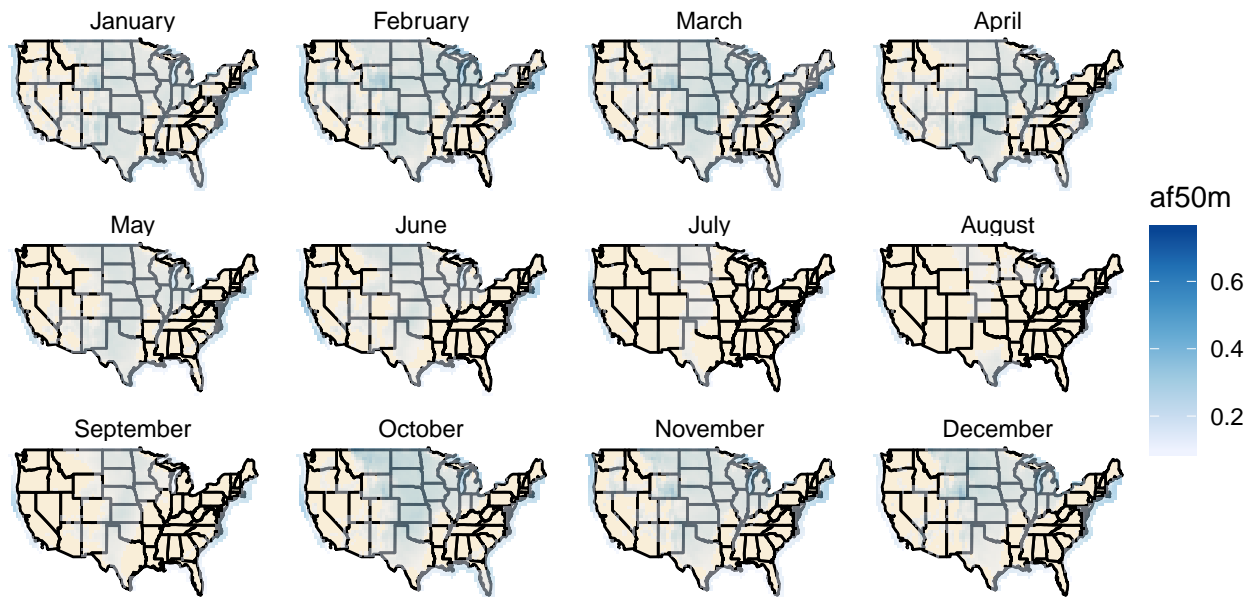 January
February
March
April
May
June
July
August
September
October
November
December
af50m
0.6
0.4
0.2